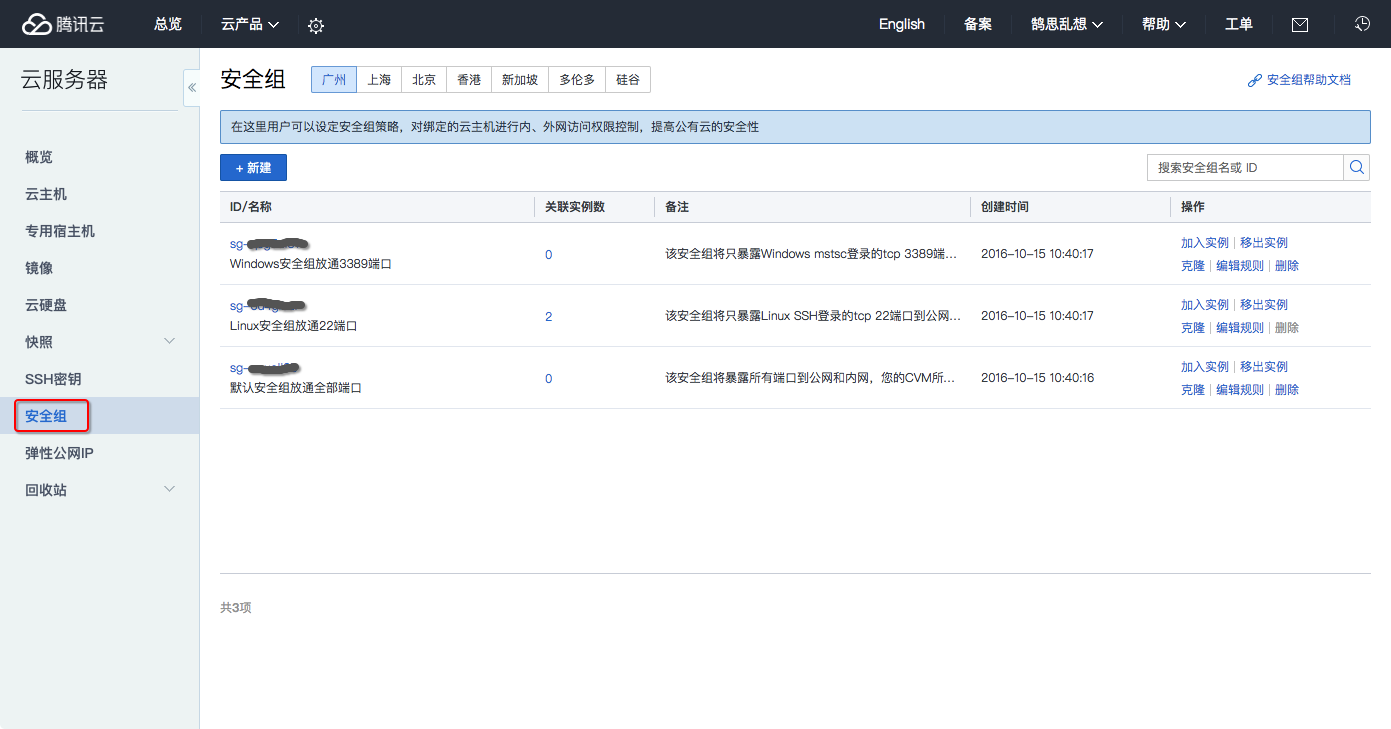 腾讯云 总览 云产品 English 备案 鹄思乱想 帮助 工单
云服务器
概览
云主机
专用宿主机
镜像
云硬盘
快照
SSH密钥
安全组
弹性公网IP
回收站
安全组 广州 上海 北京 香港 新加坡 多伦多 硅谷 安全组帮助文档
在这里用户可以设定安全组策略，对绑定的云主机进行内、外网访问权限控制，提高公有云的安全性
+ 新建 搜索安全组名或 ID
ID/名称 关联实例数 备注 创建时间 操作
sg-
Windows安全组放通3389端口
0 该安全组将只暴露Windows mstsc登录的tcp 3389端... 2016-10-15 10:40:17
加入实例 | 移出实例
克隆 | 编辑规则 | 删除
sg-
Linux安全组放通22端口
2 该安全组将只暴露Linux SSH登录的tcp 22端口到公网... 2016-10-15 10:40:17
加入实例 | 移出实例
克隆 | 编辑规则 | 删除
sg-
默认安全组放通全部端口
0 该安全组将暴露所有端口到公网和内网，您的CVM所... 2016-10-15 10:40:16
加入实例 | 移出实例
克隆 | 编辑规则 | 删除
共3项